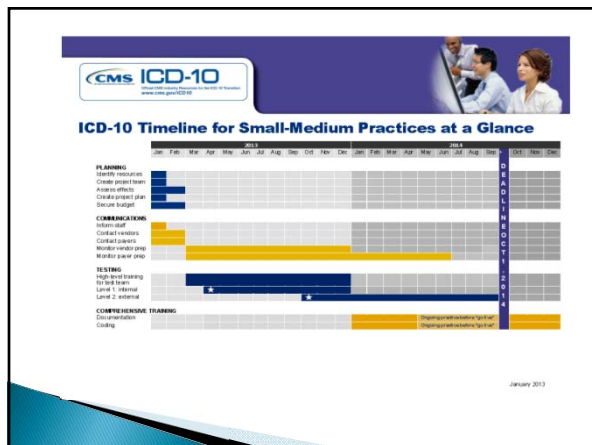 CMS ICD-10
Official CMS Industry Resources for the ICD-10 Transition
www.cms.gov/ICD10
ICD-10 Timeline for Small-Medium Practices at a Glance
2013 2014
Jan Feb Mar Apr May Jun Jul Aug Sep Oct Nov Dec Jan Feb Mar Apr May Jun Jul Aug Sep Oct Nov Dec
PLANNING
Identify resources
Create project team
Assess effects
Create project plan
Secure budget
COMMUNICATIONS
Inform staff
Contact vendors
Contact payers
Monitor vendor prep
Monitor payer prep
TESTING
High-level training
for test team
Level 1: internal
Level 2: external
COMPREHENSIVE TRAINING
Documentation Ongoing practice before "go live"
Coding Ongoing practice before "go live"
DEADLINE OCT 1, 2014
January 2013